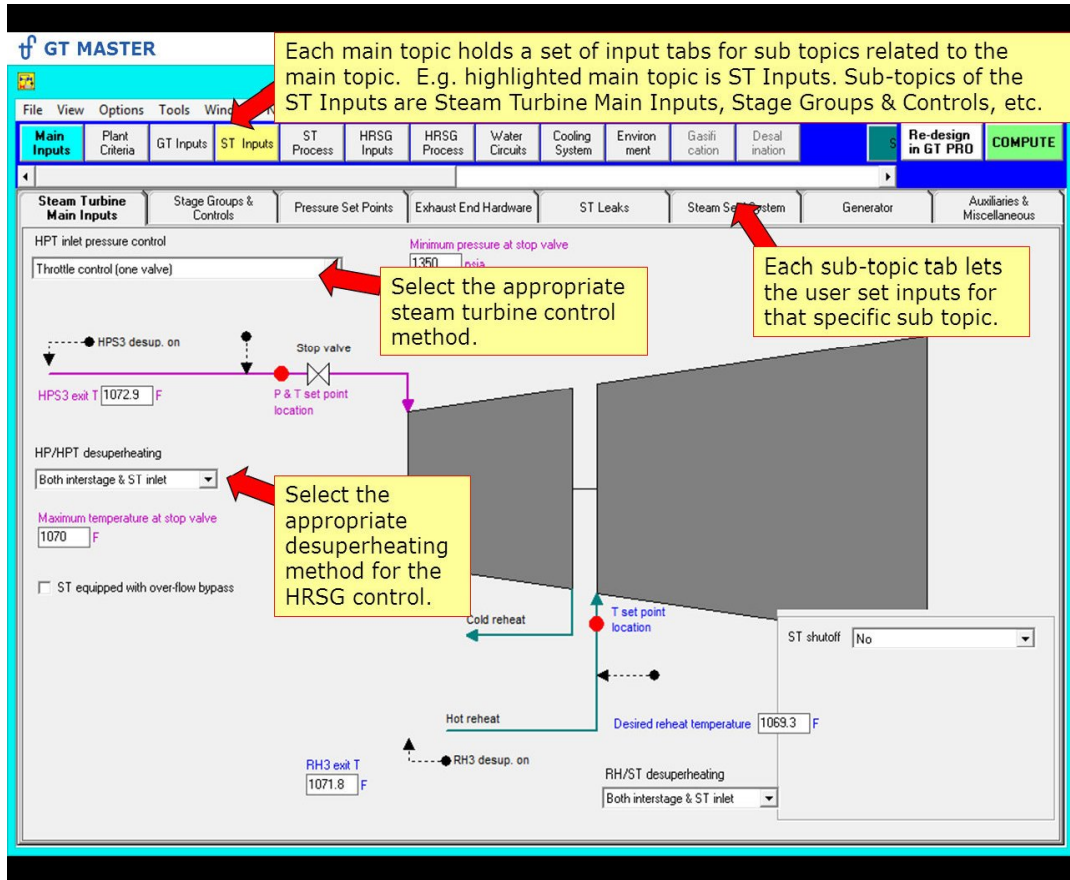 GT MASTER
Each main topic holds a set of input tabs for sub topics related to the
main topic. E.g. highlighted main topic is ST Inputs. Sub-topics of the
ST Inputs are Steam Turbine Main Inputs, Stage Groups & Controls, etc.
File View Options Tools
Main Inputs
Plant Criteria
GT Inputs
ST Inputs
ST Process
HRSG Inputs
HRSG Process
Water Circuits
Cooling System
Environ ment
Gasifi cation
Desal ination
S
Re-design in GT PRO
COMPUTE
Steam Turbine Main Inputs
Stage Groups & Controls
Pressure Set Points
Exhaust End Hardware
ST Leaks
Steam System
Generator
Auxiliaries & Miscellaneous
HPT inlet pressure control
Throttle control (one valve)
Minimum pressure at stop valve
1350 psia
Select the appropriate
steam turbine control
method.
Each sub-topic tab lets
the user set inputs for
that specific sub topic.
HPS3 desup. on
Stop valve
HPS3 exit T 1072.9 F
P & T set point
location
HP/HPT desuperheating
Both interstage & ST inlet
Select the
appropriate
desuperheating
method for the
HRSG control.
Maximum temperature at stop valve
1070 F
ST equipped with over-flow bypass
Cold reheat
T set point
location
ST shutoff No
Hot reheat
Desired reheat temperature 1069.3 F
RH3 desup. on
RH3 exit T
1071.8 F
RH/ST desuperheating
Both interstage & ST inlet